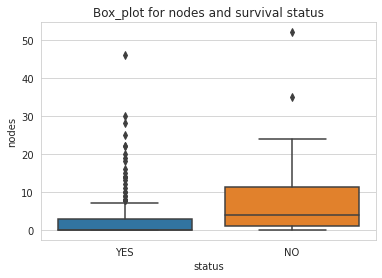 Box_plot for nodes and survival status
50
40
30
20
10
0
nodes
YES
NO
status